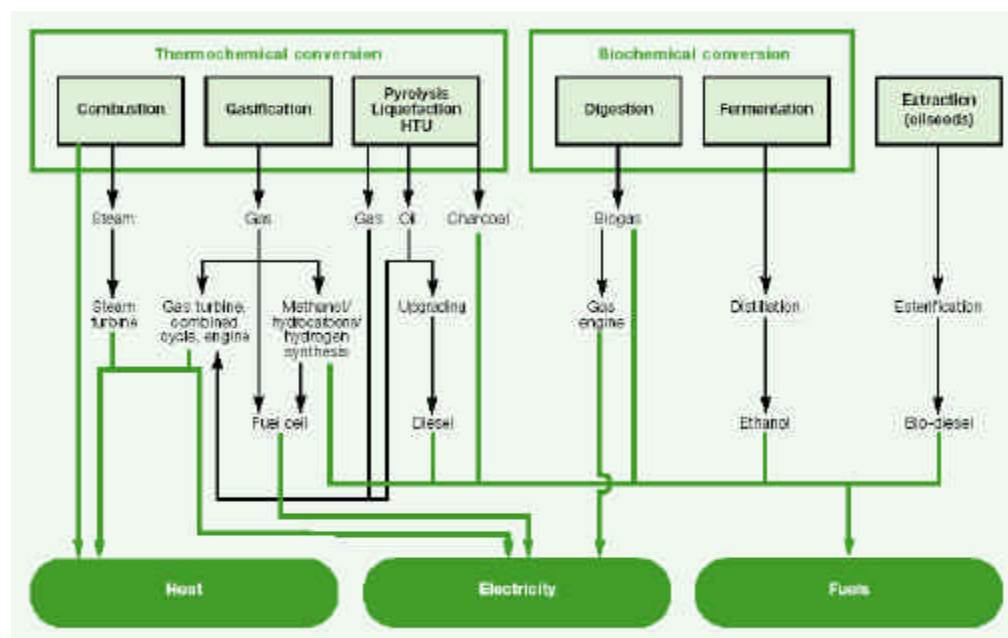 Thermochemical conversion
Biochemical conversion
Combustion
Gasification
Pyrolysis
Liquefaction
HTU
Digestion
Fermentation
Extraction
(oilseeds)
Steam
Gas
Gas
Oil
Charcoal
Biogas
Steam
turbine
Gas turbine,
combined
cycle, engine
Methanol/
hydrocarbons/
hydrogen
synthesis
Upgrading
Gas
engine
Distillation
Esterification
Fuel cell
Diesel
Ethanol
Bio-diesel
Heat
Electricity
Fuels